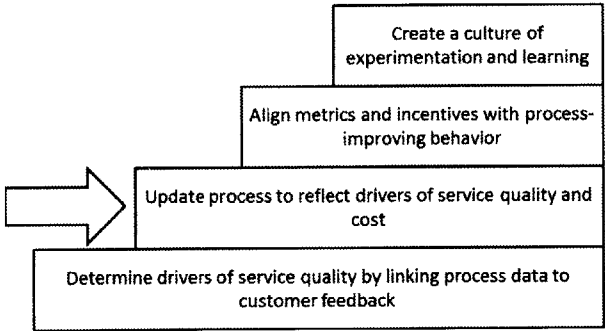 Create a culture of
experimentation and learning
Align metrics and incentives with process-
improving behavior
Update process to reflect drivers of service quality and
cost
Determine drivers of service quality by linking process data to
customer feedback